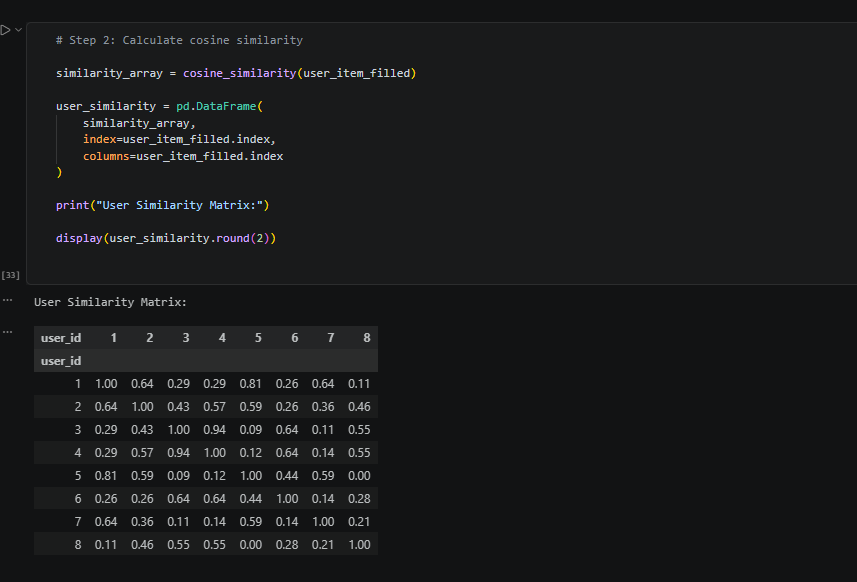 # Step 2: Calculate cosine similarity
similarity_array = cosine_similarity(user_item_filled)
user_similarity = pd.DataFrame(
    similarity_array,
    index=user_item_filled.index,
    columns=user_item_filled.index
)
print("User Similarity Matrix:")
display(user_similarity.round(2))
[33]
... User Similarity Matrix:
...
user_id 1 2 3 4 5 6 7 8
user_id
1 1.00 0.64 0.29 0.29 0.81 0.26 0.64 0.11
2 0.64 1.00 0.43 0.57 0.59 0.26 0.36 0.46
3 0.29 0.43 1.00 0.94 0.09 0.64 0.11 0.55
4 0.29 0.57 0.94 1.00 0.12 0.64 0.14 0.55
5 0.81 0.59 0.09 0.12 1.00 0.44 0.59 0.00
6 0.26 0.26 0.64 0.64 0.44 1.00 0.14 0.28
7 0.64 0.36 0.11 0.14 0.59 0.14 1.00 0.21
8 0.11 0.46 0.55 0.55 0.00 0.28 0.21 1.00